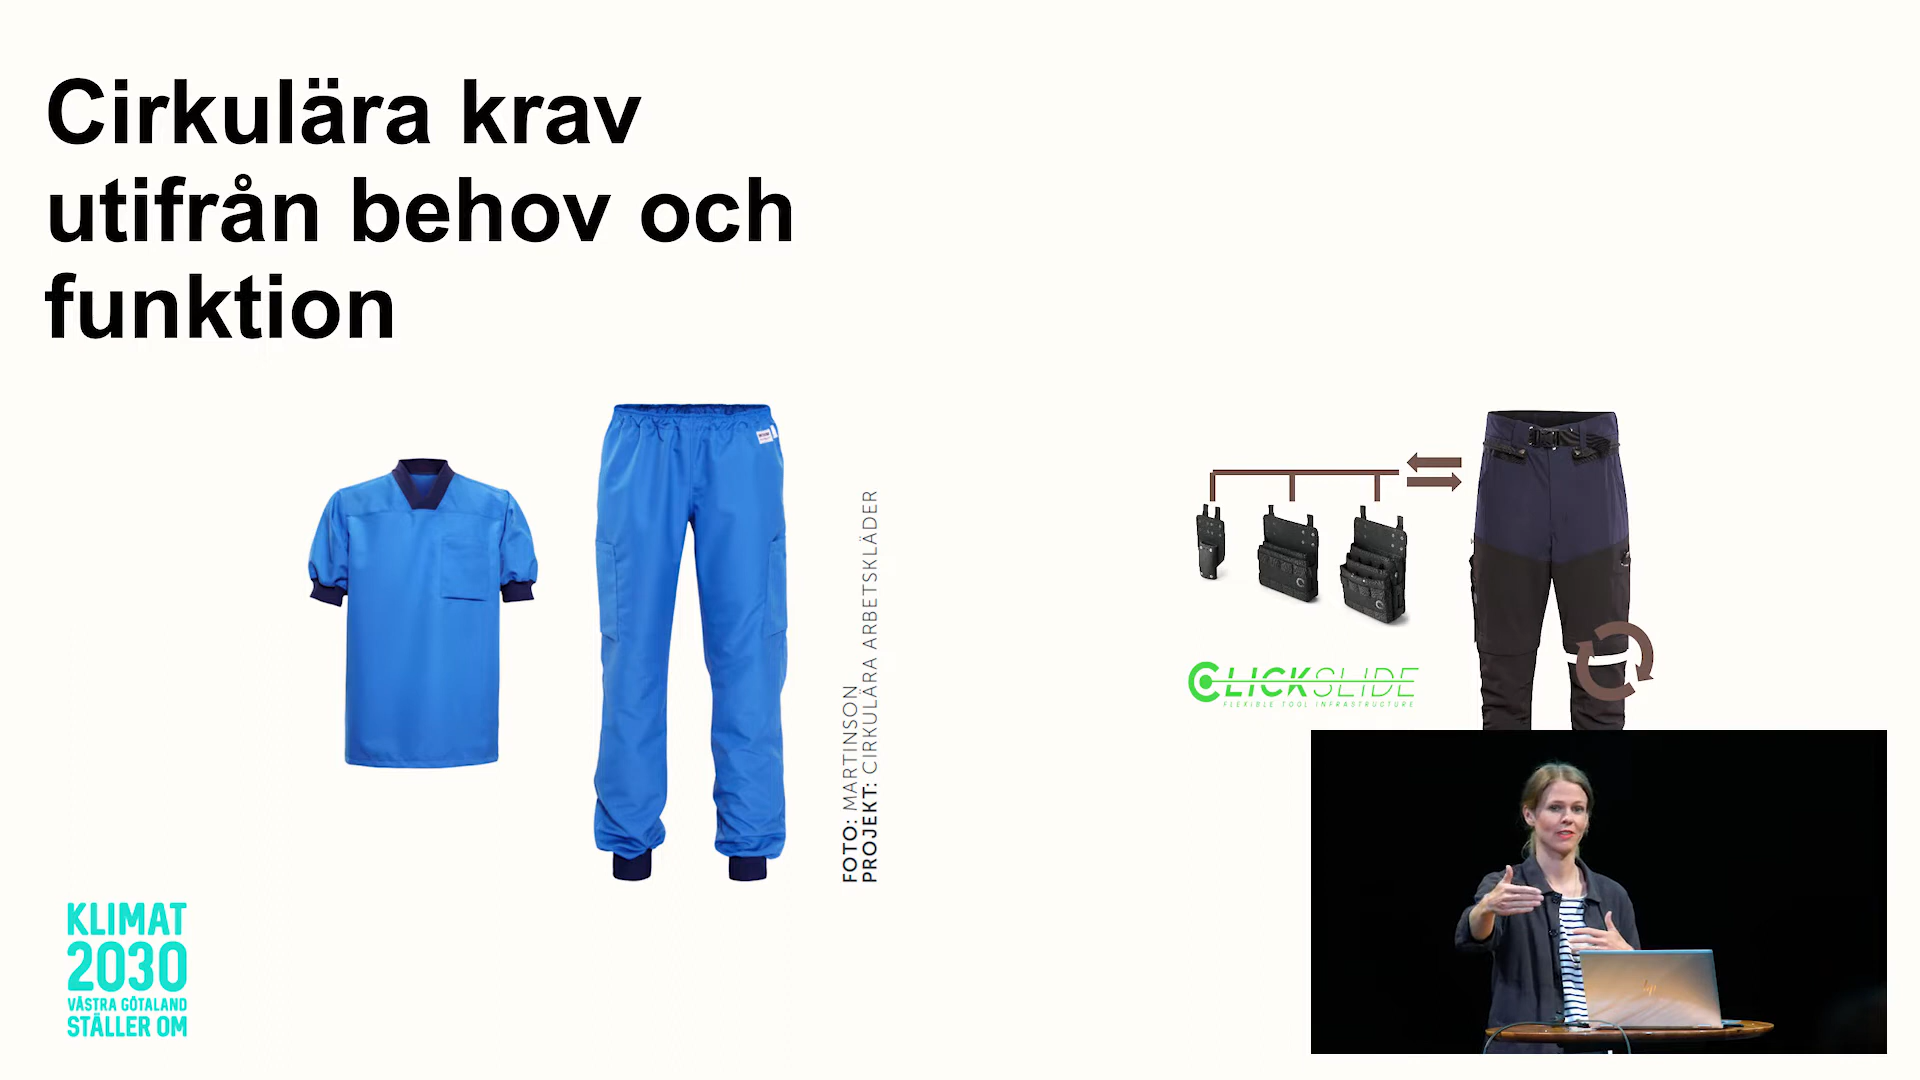 Cirkulära krav
utifrån behov och
funktion
FOTO: MARTINSON
PROJEKT: CIRKULÄRA ARBETSKLÄDER
CLICKSLIDE
FLEXIBLE TOOL INFRASTRUCTURE
KLIMAT
2030
VÄSTRA GÖTALAND
STÄLLER OM
hp